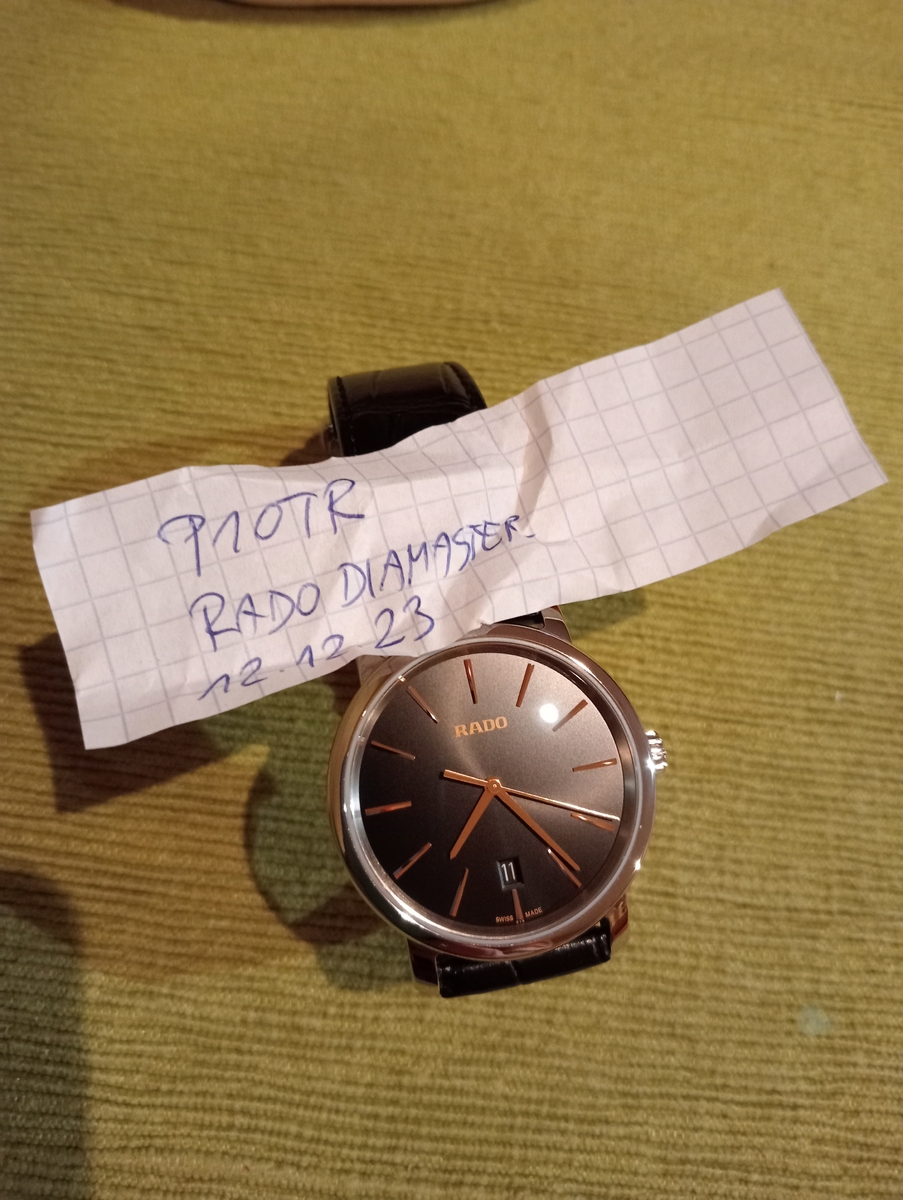 PIOTR
RADO DIAMASTER
12.12.23
RADO
11
SWISS MADE